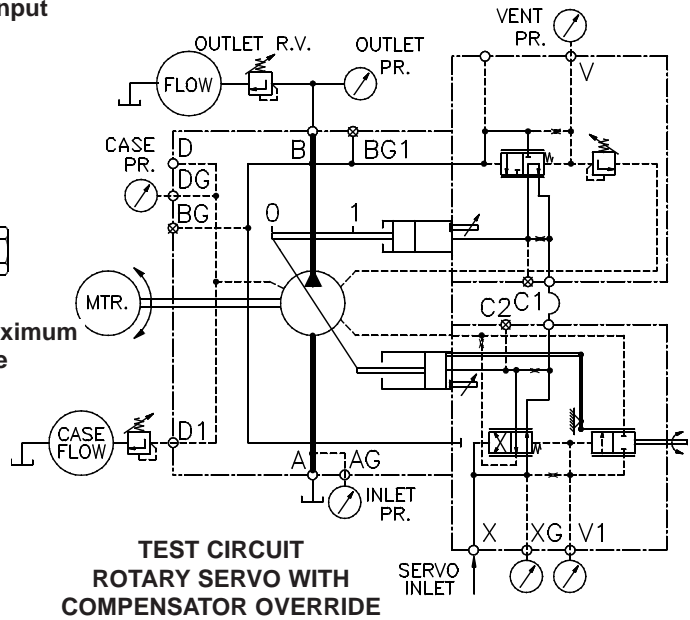 nput
VENT
PR.
OUTLET R.V.
OUTLET
PR.
FLOW
V
CASE
PR.
D
B
BG1
DG
BG
0
1
MTR.
C2
C1
ximum
e
CASE
FLOW
D1
A
AG
INLET
PR.
X
XG
V1
SERVO
INLET
TEST CIRCUIT
ROTARY SERVO WITH
COMPENSATOR OVERRIDE